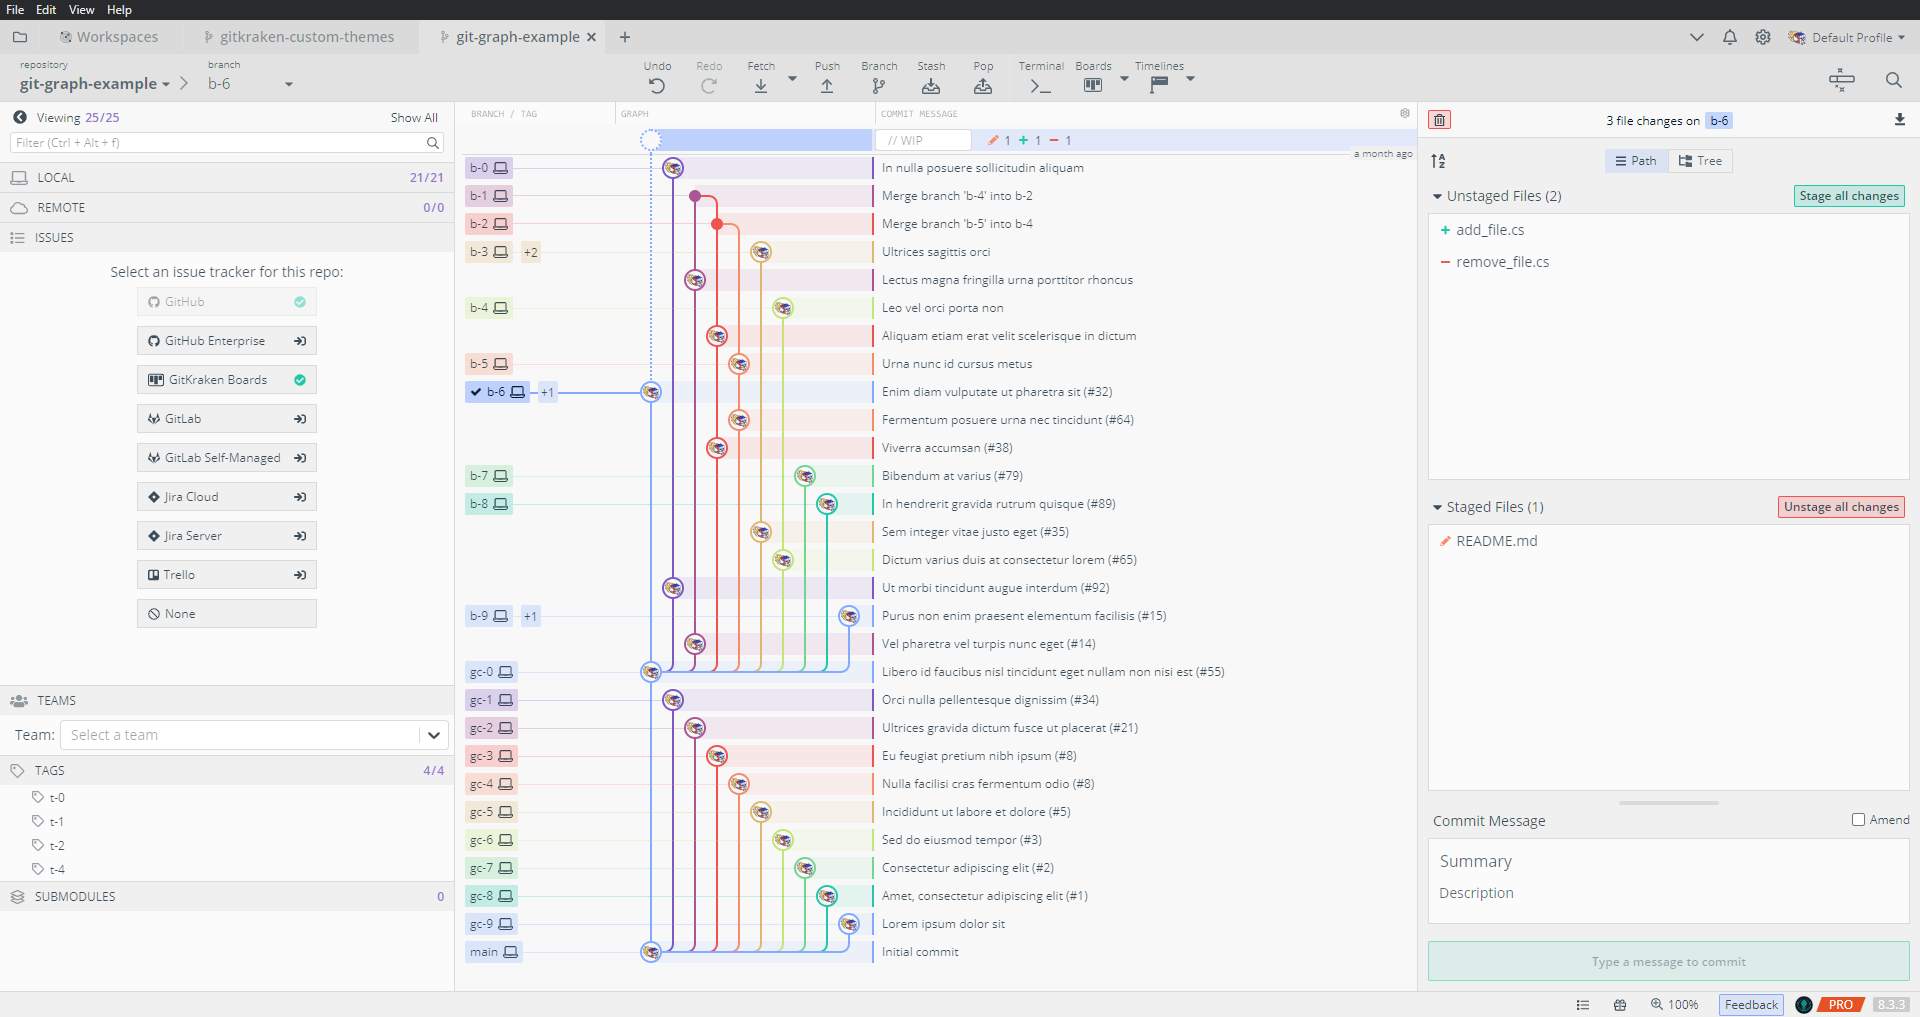 File Edit View Help
Workspaces gitkraken-custom-themes git-graph-example Default Profile
repository branch
git-graph-example b-6
Undo Redo Fetch Push Branch Stash Pop Terminal Boards Timelines
Viewing 25/25 Show All
Filter (Ctrl + Alt + f)
LOCAL 21/21
REMOTE 0/0
ISSUES
Select an issue tracker for this repo:
GitHub
GitHub Enterprise
GitKraken Boards
GitLab
GitLab Self-Managed
Jira Cloud
Jira Server
Trello
None
TEAMS
Team: Select a team
TAGS 4/4
t-0
t-1
t-2
t-4
SUBMODULES 0
BRANCH / TAG GRAPH COMMIT MESSAGE
// WIP 1 + 1 − 1
a month ago
b-0 In nulla posuere sollicitudin aliquam
b-1 Merge branch 'b-4' into b-2
b-2 Merge branch 'b-5' into b-4
b-3 +2 Ultrices sagittis orci
Lectus magna fringilla urna porttitor rhoncus
b-4 Leo vel orci porta non
Aliquam etiam erat velit scelerisque in dictum
b-5 Urna nunc id cursus metus
b-6 +1 Enim diam vulputate ut pharetra sit (#32)
Fermentum posuere urna nec tincidunt (#64)
Viverra accumsan (#38)
b-7 Bibendum at varius (#79)
b-8 In hendrerit gravida rutrum quisque (#89)
Sem integer vitae justo eget (#35)
Dictum varius duis at consectetur lorem (#65)
Ut morbi tincidunt augue interdum (#92)
b-9 +1 Purus non enim praesent elementum facilisis (#15)
Vel pharetra vel turpis nunc eget (#14)
gc-0 Libero id faucibus nisl tincidunt eget nullam non nisi est (#55)
gc-1 Orci nulla pellentesque dignissim (#34)
gc-2 Ultrices gravida dictum fusce ut placerat (#21)
gc-3 Eu feugiat pretium nibh ipsum (#8)
gc-4 Nulla facilisi cras fermentum odio (#8)
gc-5 Incididunt ut labore et dolore (#5)
gc-6 Sed do eiusmod tempor (#3)
gc-7 Consectetur adipiscing elit (#2)
gc-8 Amet, consectetur adipiscing elit (#1)
gc-9 Lorem ipsum dolor sit
main Initial commit
3 file changes on b-6
Path Tree
Unstaged Files (2) Stage all changes
+ add_file.cs
− remove_file.cs
Staged Files (1) Unstage all changes
README.md
Commit Message Amend
Summary
Description
Type a message to commit
100% Feedback PRO 8.3.3